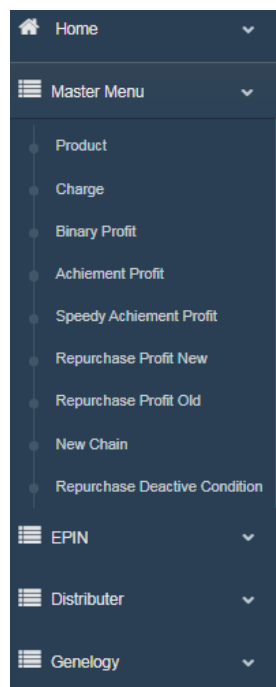 Home
Master Menu
Product
Charge
Binary Profit
Achiement Profit
Speedy Achiement Profit
Repurchase Profit New
Repurchase Profit Old
New Chain
Repurchase Deactive Condition
EPIN
Distributer
Genelogy